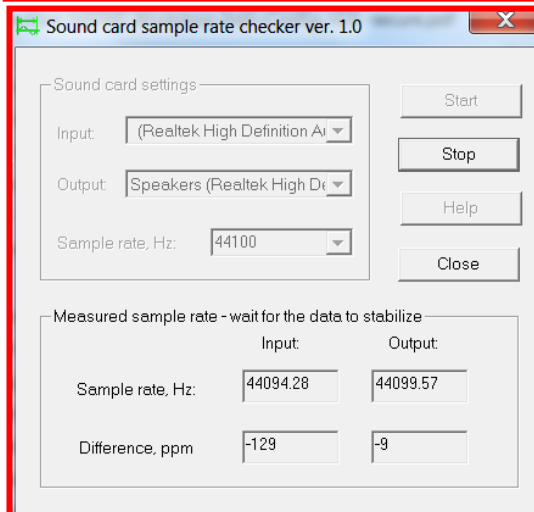 Sound card sample rate checker ver. 1.0
Sound card settings
Start
Input:
(Realtek High Definition Au
Stop
Output:
Speakers (Realtek High De
Help
Sample rate, Hz:
44100
Close
Measured sample rate - wait for the data to stabilize
Input: Output:
Sample rate, Hz: 44094.28 44099.57
Difference, ppm -129 -9